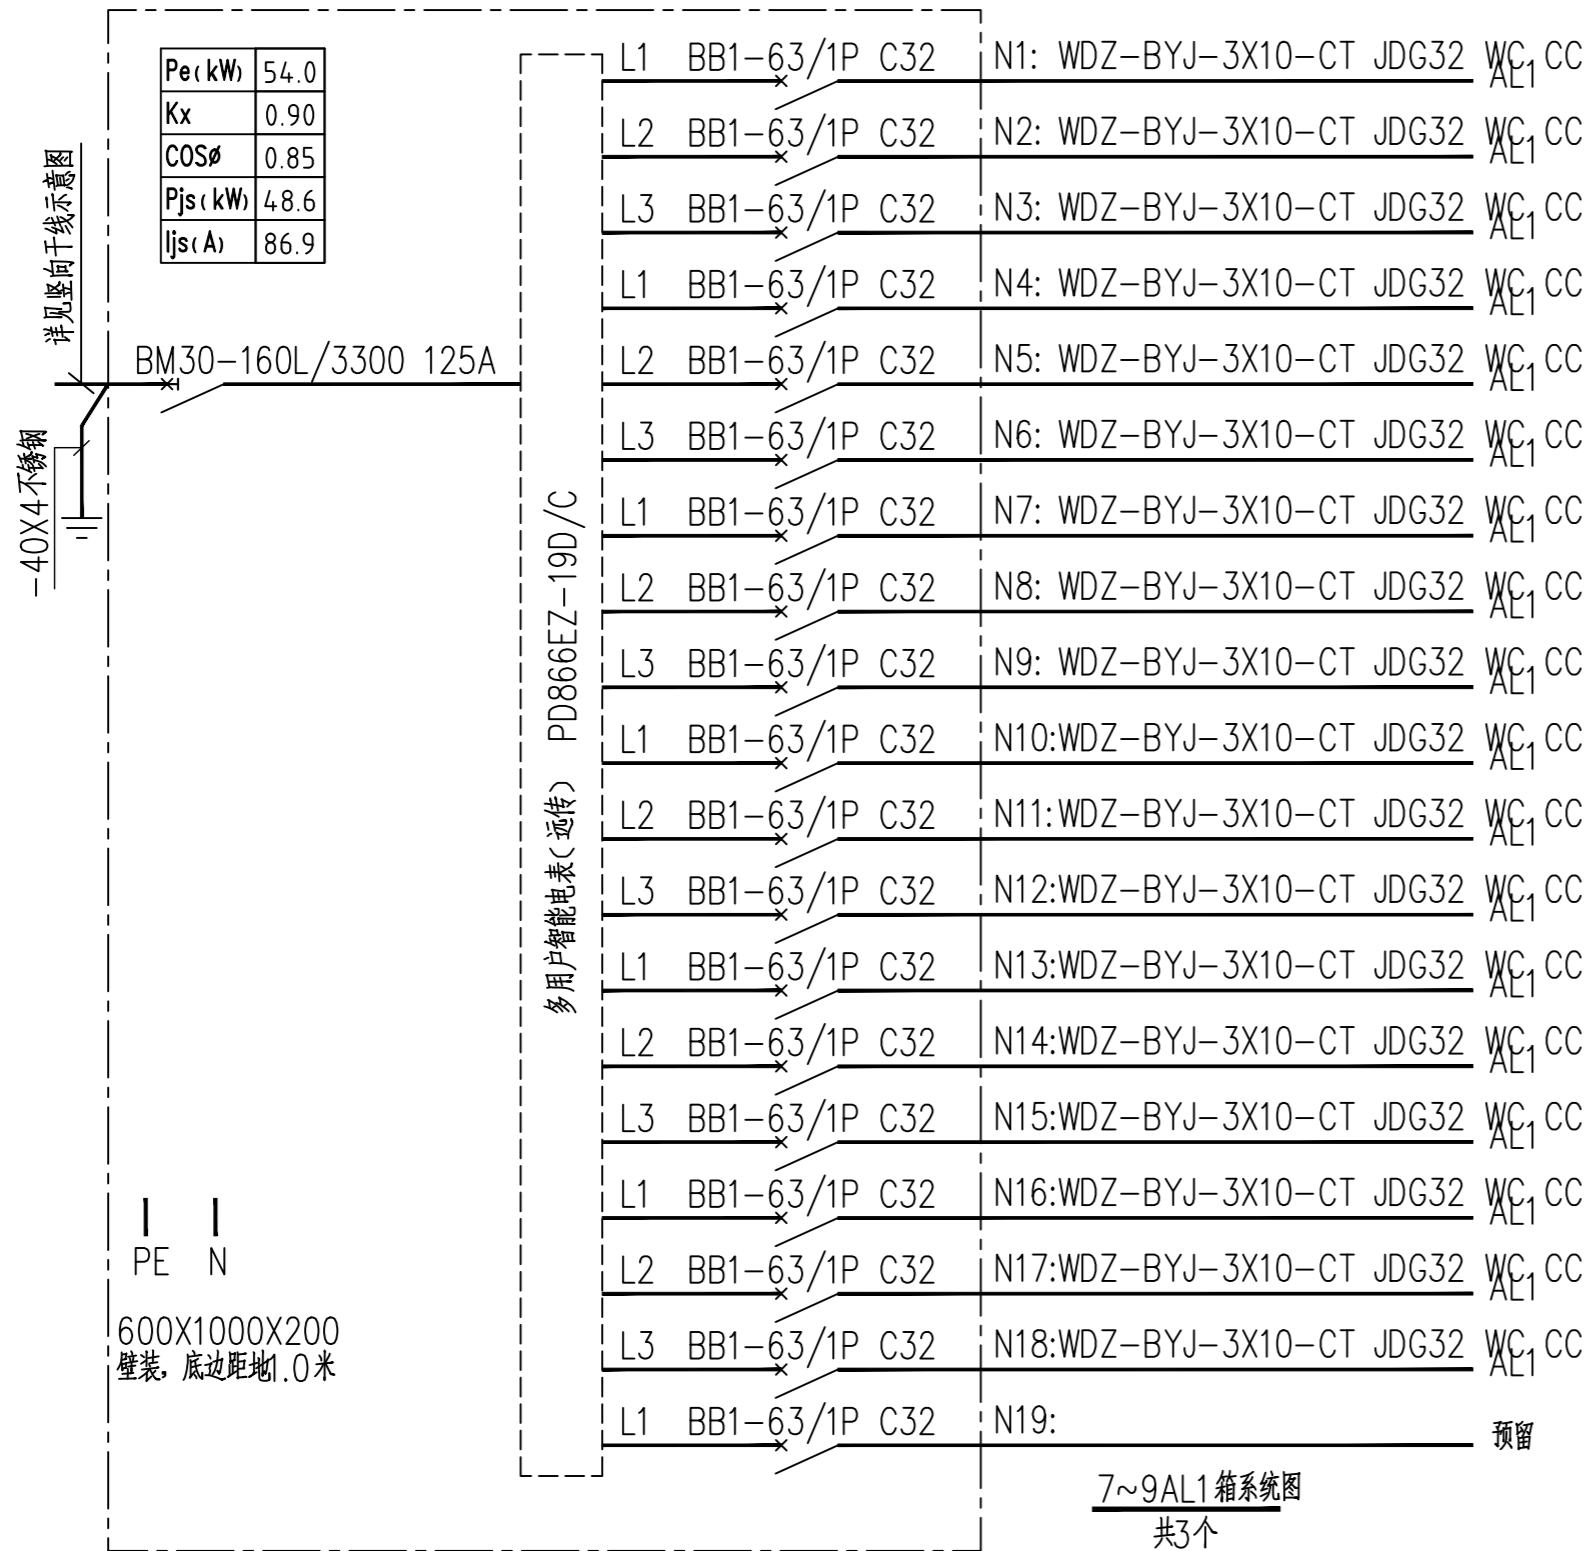 Pe(kW) 54.0
Kx 0.90
COSø 0.85
Pjs(kW) 48.6
Ijs(A) 86.9
详见竖向干线示意图
BM30-160L/3300 125A
-40X4不锈钢
多用户智能电表(远传) PD866EZ-19D/C
L1 BB1-63/1P C32 N1: WDZ-BYJ-3X10-CT JDG32 WC, CC
AL1
L2 BB1-63/1P C32 N2: WDZ-BYJ-3X10-CT JDG32 WC, CC
AL1
L3 BB1-63/1P C32 N3: WDZ-BYJ-3X10-CT JDG32 WC, CC
AL1
L1 BB1-63/1P C32 N4: WDZ-BYJ-3X10-CT JDG32 WC, CC
AL1
L2 BB1-63/1P C32 N5: WDZ-BYJ-3X10-CT JDG32 WC, CC
AL1
L3 BB1-63/1P C32 N6: WDZ-BYJ-3X10-CT JDG32 WC, CC
AL1
L1 BB1-63/1P C32 N7: WDZ-BYJ-3X10-CT JDG32 WC, CC
AL1
L2 BB1-63/1P C32 N8: WDZ-BYJ-3X10-CT JDG32 WC, CC
AL1
L3 BB1-63/1P C32 N9: WDZ-BYJ-3X10-CT JDG32 WC, CC
AL1
L1 BB1-63/1P C32 N10:WDZ-BYJ-3X10-CT JDG32 WC, CC
AL1
L2 BB1-63/1P C32 N11:WDZ-BYJ-3X10-CT JDG32 WC, CC
AL1
L3 BB1-63/1P C32 N12:WDZ-BYJ-3X10-CT JDG32 WC, CC
AL1
L1 BB1-63/1P C32 N13:WDZ-BYJ-3X10-CT JDG32 WC, CC
AL1
L2 BB1-63/1P C32 N14:WDZ-BYJ-3X10-CT JDG32 WC, CC
AL1
L3 BB1-63/1P C32 N15:WDZ-BYJ-3X10-CT JDG32 WC, CC
AL1
L1 BB1-63/1P C32 N16:WDZ-BYJ-3X10-CT JDG32 WC, CC
AL1
L2 BB1-63/1P C32 N17:WDZ-BYJ-3X10-CT JDG32 WC, CC
AL1
L3 BB1-63/1P C32 N18:WDZ-BYJ-3X10-CT JDG32 WC, CC
AL1
L1 BB1-63/1P C32 N19: 预留
PE N
600X1000X200
壁装,底边距地1.0米
7~9AL1箱系统图
共3个